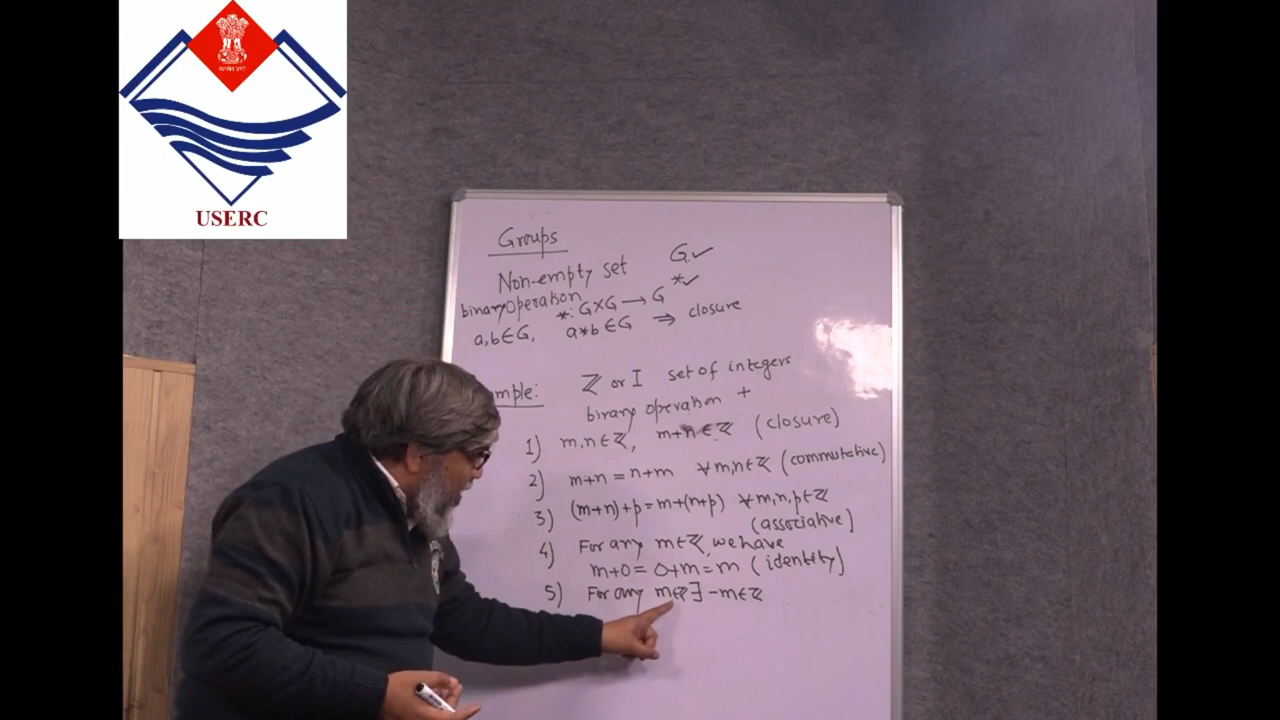 USERC
Groups
Non-empty set G ✓
binary operation * ✓
*: G×G → G
a,b ∈ G, a*b ∈ G ⇒ closure
mple: ℤ or I set of integers
binary operation +
1) m,n ∈ ℤ, m+n ∈ ℤ (closure)
2) m+n = n+m ∀ m,n ∈ ℤ (commutative)
3) (m+n)+p = m+(n+p) ∀ m,n,p ∈ ℤ
(associative)
4) For any m ∈ ℤ, we have
m+0 = 0+m = m (identity)
5) For any m ∈ ℤ ∃ -m ∈ ℤ